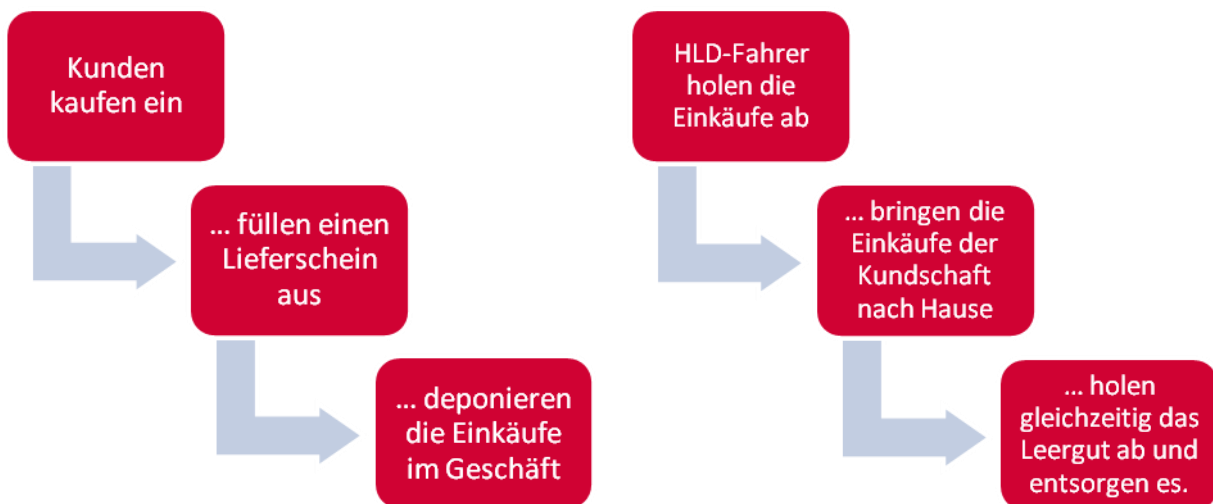 Kunden
kaufen ein
... füllen einen
Lieferschein
aus
... deponieren
die Einkäufe
im Geschäft
HLD-Fahrer
holen die
Einkäufe ab
... bringen die
Einkäufe der
Kundschaft
nach Hause
... holen
gleichzeitig das
Leergut ab und
entsorgen es.